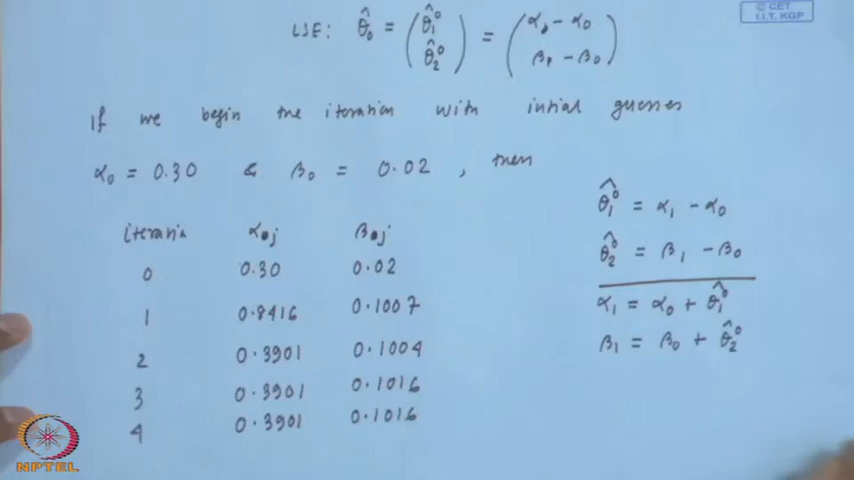 © CET
I.I.T. KGP
LSE: θ̂₀ = (θ̂₁⁰ θ̂₂⁰) = (α₁ - α₀ β₁ - β₀)
If we begin the iteration with initial guesses
α₀ = 0.30 & β₀ = 0.02, then
θ̂₁⁰ = α₁ - α₀
θ̂₂⁰ = β₁ - β₀
α₁ = α₀ + θ̂₁⁰
β₁ = β₀ + θ̂₂⁰
iteration αⱼ βⱼ
0 0.30 0.02
1 0.8416 0.1007
2 0.3901 0.1004
3 0.3901 0.1016
4 0.3901 0.1016
NPTEL